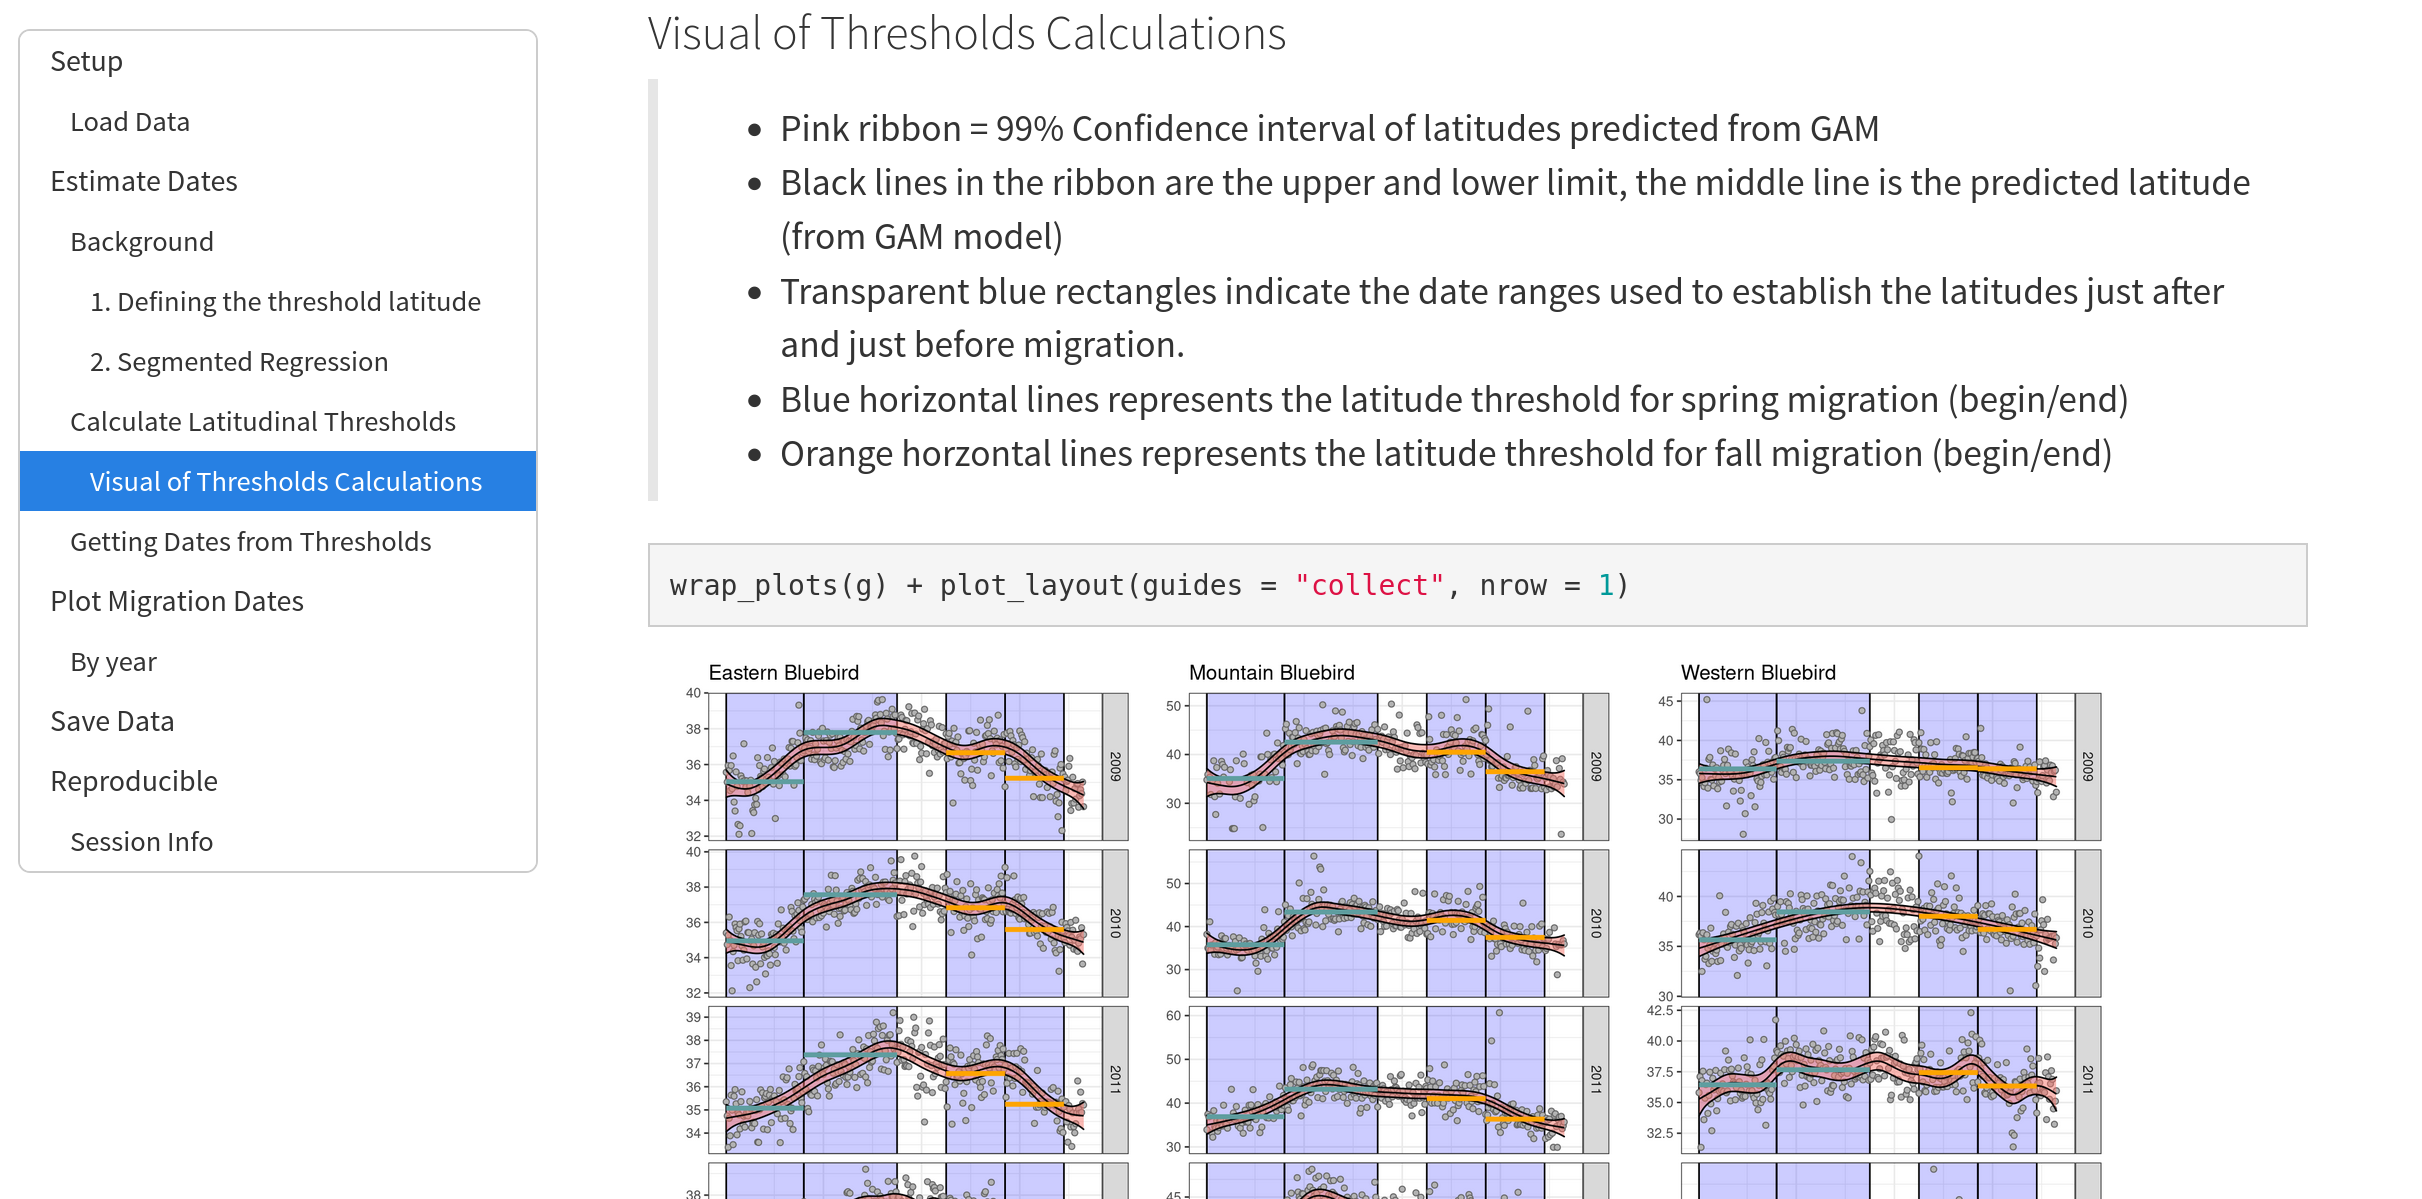 Setup
Load Data
Estimate Dates
Background
1. Defining the threshold latitude
2. Segmented Regression
Calculate Latitudinal Thresholds
Visual of Thresholds Calculations
Getting Dates from Thresholds
Plot Migration Dates
By year
Save Data
Reproducible
Session Info
Visual of Thresholds Calculations
• Pink ribbon = 99% Confidence interval of latitudes predicted from GAM
• Black lines in the ribbon are the upper and lower limit, the middle line is the predicted latitude
(from GAM model)
• Transparent blue rectangles indicate the date ranges used to establish the latitudes just after
and just before migration.
• Blue horizontal lines represents the latitude threshold for spring migration (begin/end)
• Orange horzontal lines represents the latitude threshold for fall migration (begin/end)
wrap_plots(g) + plot_layout(guides = "collect", nrow = 1)
Eastern Bluebird
40
38
36
34
32
2009
40
38
36
34
32
2010
39
38
37
36
35
34
2011
38
Mountain Bluebird
50
40
30
2009
50
40
30
2010
60
50
40
30
2011
45
Western Bluebird
45
40
35
30
2009
40
35
30
2010
42.5
40.0
37.5
35.0
32.5
2011